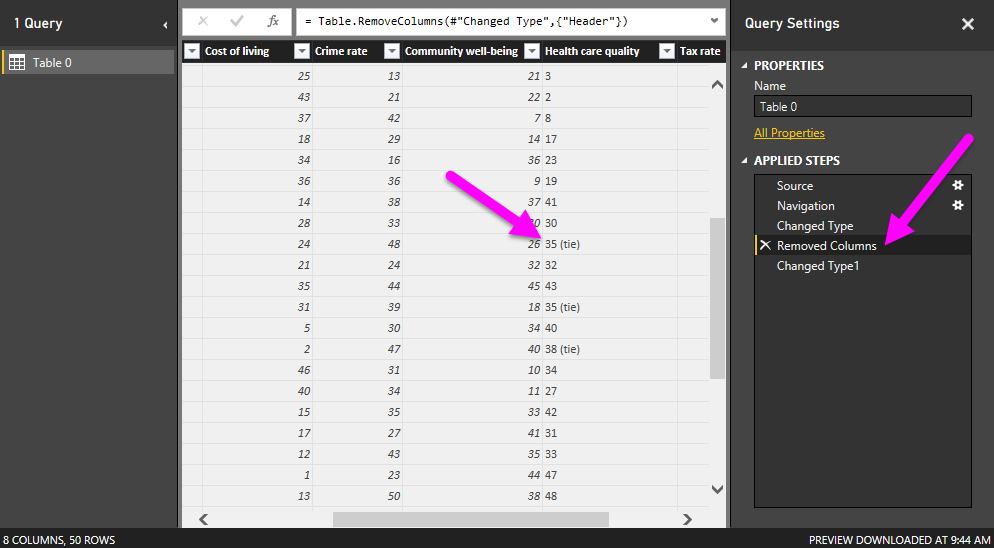 1 Query
Table 0
= Table.RemoveColumns(#"Changed Type",{"Header"})
Cost of living Crime rate Community well-being Health care quality Tax rate
25 13 21 3
43 21 22 2
37 42 7 8
18 29 14 17
34 16 36 23
36 36 9 19
14 38 37 41
28 33 30
24 48 26 35 (tie)
21 24 32 32
35 44 45 43
31 39 18 35 (tie)
5 30 34 40
2 47 40 38 (tie)
46 31 10 34
40 34 11 27
15 35 33 42
17 27 41 31
12 43 35 33
1 23 44 47
13 50 38 48
8 COLUMNS, 50 ROWS
Query Settings
PROPERTIES
Name
Table 0
All Properties
APPLIED STEPS
Source
Navigation
Changed Type
Removed Columns
Changed Type1
PREVIEW DOWNLOADED AT 9:44 AM